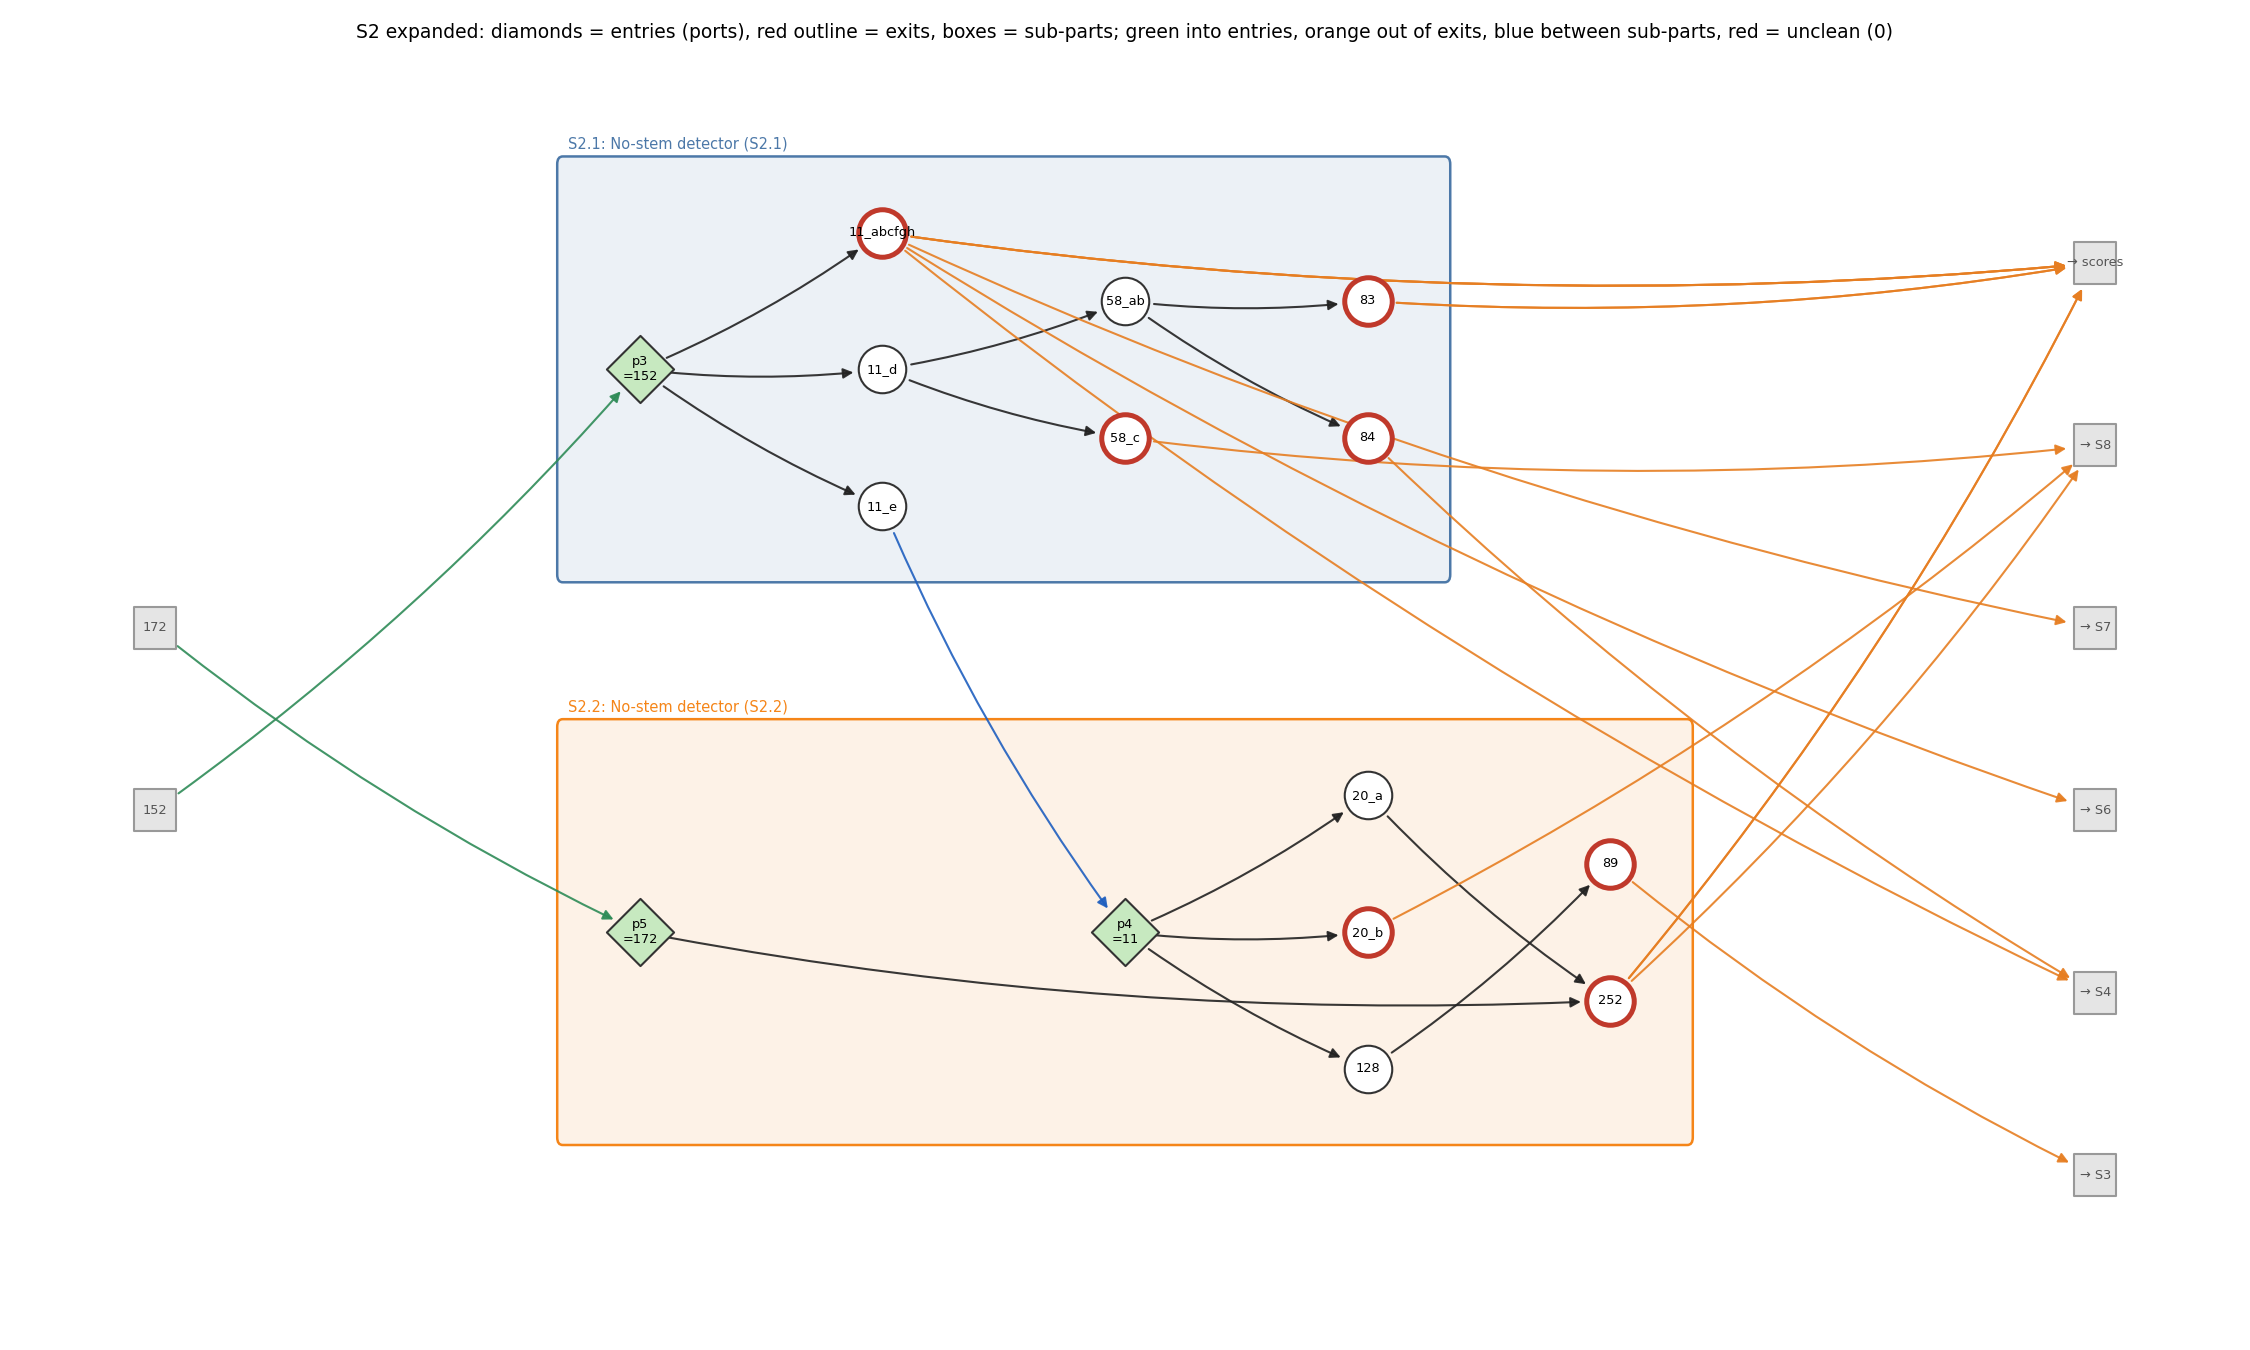 S2 expanded: diamonds = entries (ports), red outline = exits, boxes = sub-parts; green into entries, orange out of exits, blue between sub-parts, red = unclean (0)
S2.1: No-stem detector (S2.1)
11_abcfgh
→ scores
58_ab
83
p3
=152
11_d
58_c
84
→ S8
11_e
172
→ S7
S2.2: No-stem detector (S2.2)
152
20_a
→ S6
89
p5
=172
p4
=11
20_b
252
→ S4
128
→ S3